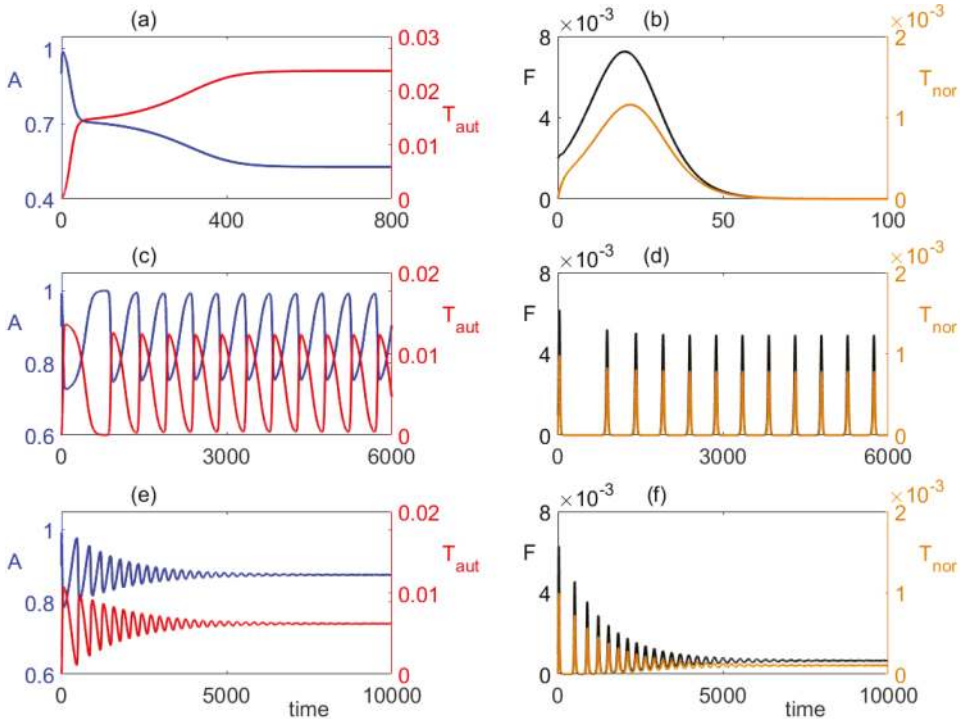 (a) (b)
×10⁻³ ×10⁻³
1 0.03 8 2
A 0.7 0.02 T_aut F 4 1 T_nor
0.01
0.4 0 0 0
0 400 800 0 50 100
(c) (d)
×10⁻³ ×10⁻³
0.02 8 2
1
A 0.8 0.01 T_aut F 4 1 T_nor
0.6 0 0 0
0 3000 6000 0 3000 6000
(e) (f)
×10⁻³ ×10⁻³
0.02 8 2
1
A 0.8 0.01 T_aut F 4 1 T_nor
0.6 0 0 0
0 5000 time 10000 0 5000 time 10000